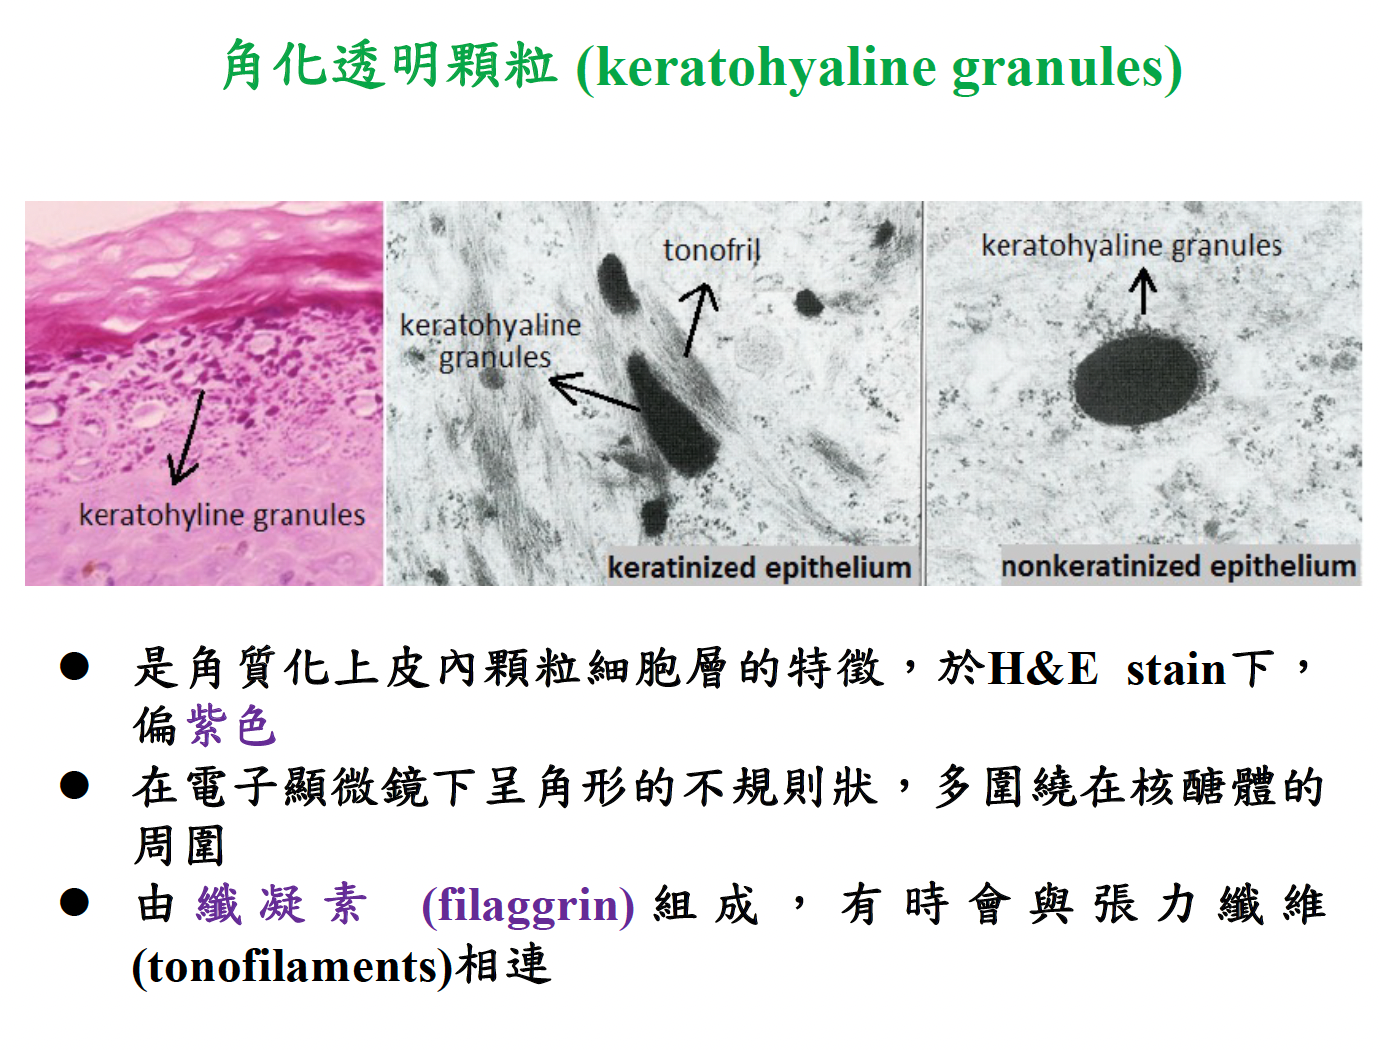 角化透明顆粒 (keratohyaline granules)
keratohyline granules
tonofril
keratohyaline
granules
keratinized epithelium
keratohyaline granules
nonkeratinized epithelium
● 是角質化上皮內顆粒細胞層的特徵，於H&E stain下，
偏紫色
● 在電子顯微鏡下呈角形的不規則狀，多圍繞在核醣體的
周圍
● 由纖凝素 (filaggrin)組成，有時會與張力纖維
(tonofilaments)相連